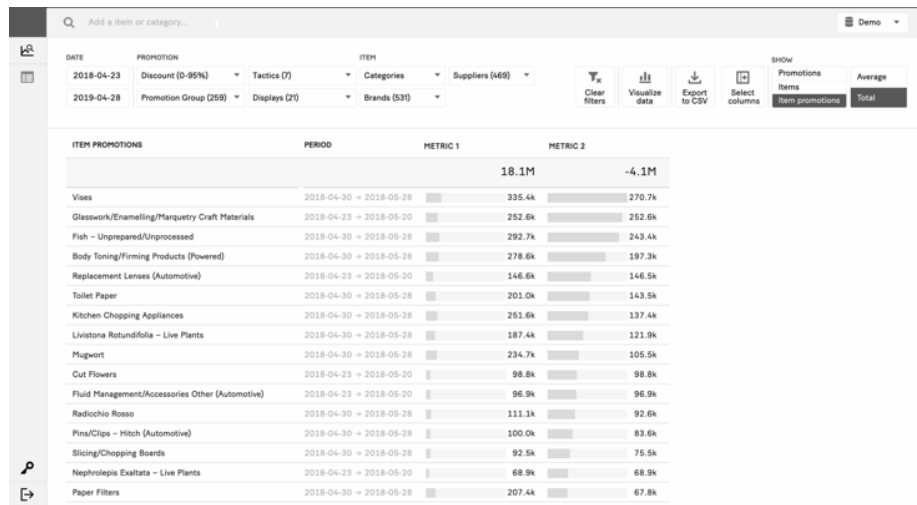 Add a item or category...
Demo
DATE PROMOTION ITEM SHOW
2018-04-23 Discount (0-95%) Tactics (7) Categories Suppliers (469)
2019-04-28 Promotion Group (259) Displays (21) Brands (531)
Clear filters
Visualize data
Export to CSV
Select columns
Promotions
Items
Item promotions
Average
Total
ITEM PROMOTIONS PERIOD METRIC 1 METRIC 2
18.1M -4.1M
Vises 2018-04-30 → 2018-05-28 335.4k 270.7k
Glasswork/Enamelling/Marquetry Craft Materials 2018-04-23 → 2018-05-20 252.6k 252.6k
Fish – Unprepared/Unprocessed 2018-04-30 → 2018-05-28 292.7k 243.4k
Body Toning/Firming Products (Powered) 2018-04-30 → 2018-05-28 278.6k 197.3k
Replacement Lenses (Automotive) 2018-04-23 → 2018-05-20 146.6k 146.5k
Toilet Paper 2018-04-30 → 2018-05-28 201.0k 143.5k
Kitchen Chopping Appliances 2018-04-30 → 2018-05-28 251.6k 137.4k
Livistona Rotundifolia – Live Plants 2018-04-30 → 2018-05-28 187.4k 121.9k
Mugwort 2018-04-30 → 2018-05-28 234.7k 105.5k
Cut Flowers 2018-04-23 → 2018-05-20 98.8k 98.8k
Fluid Management/Accessories Other (Automotive) 2018-04-23 → 2018-05-20 96.9k 96.9k
Radicchio Rosso 2018-04-30 → 2018-05-28 111.1k 92.6k
Pins/Clips – Hitch (Automotive) 2018-04-30 → 2018-05-28 100.0k 83.6k
Slicing/Chopping Boards 2018-04-30 → 2018-05-28 92.5k 75.5k
Nephrolepis Exaltata – Live Plants 2018-04-23 → 2018-05-20 68.9k 68.9k
Paper Filters 2018-04-30 → 2018-05-28 207.4k 67.8k